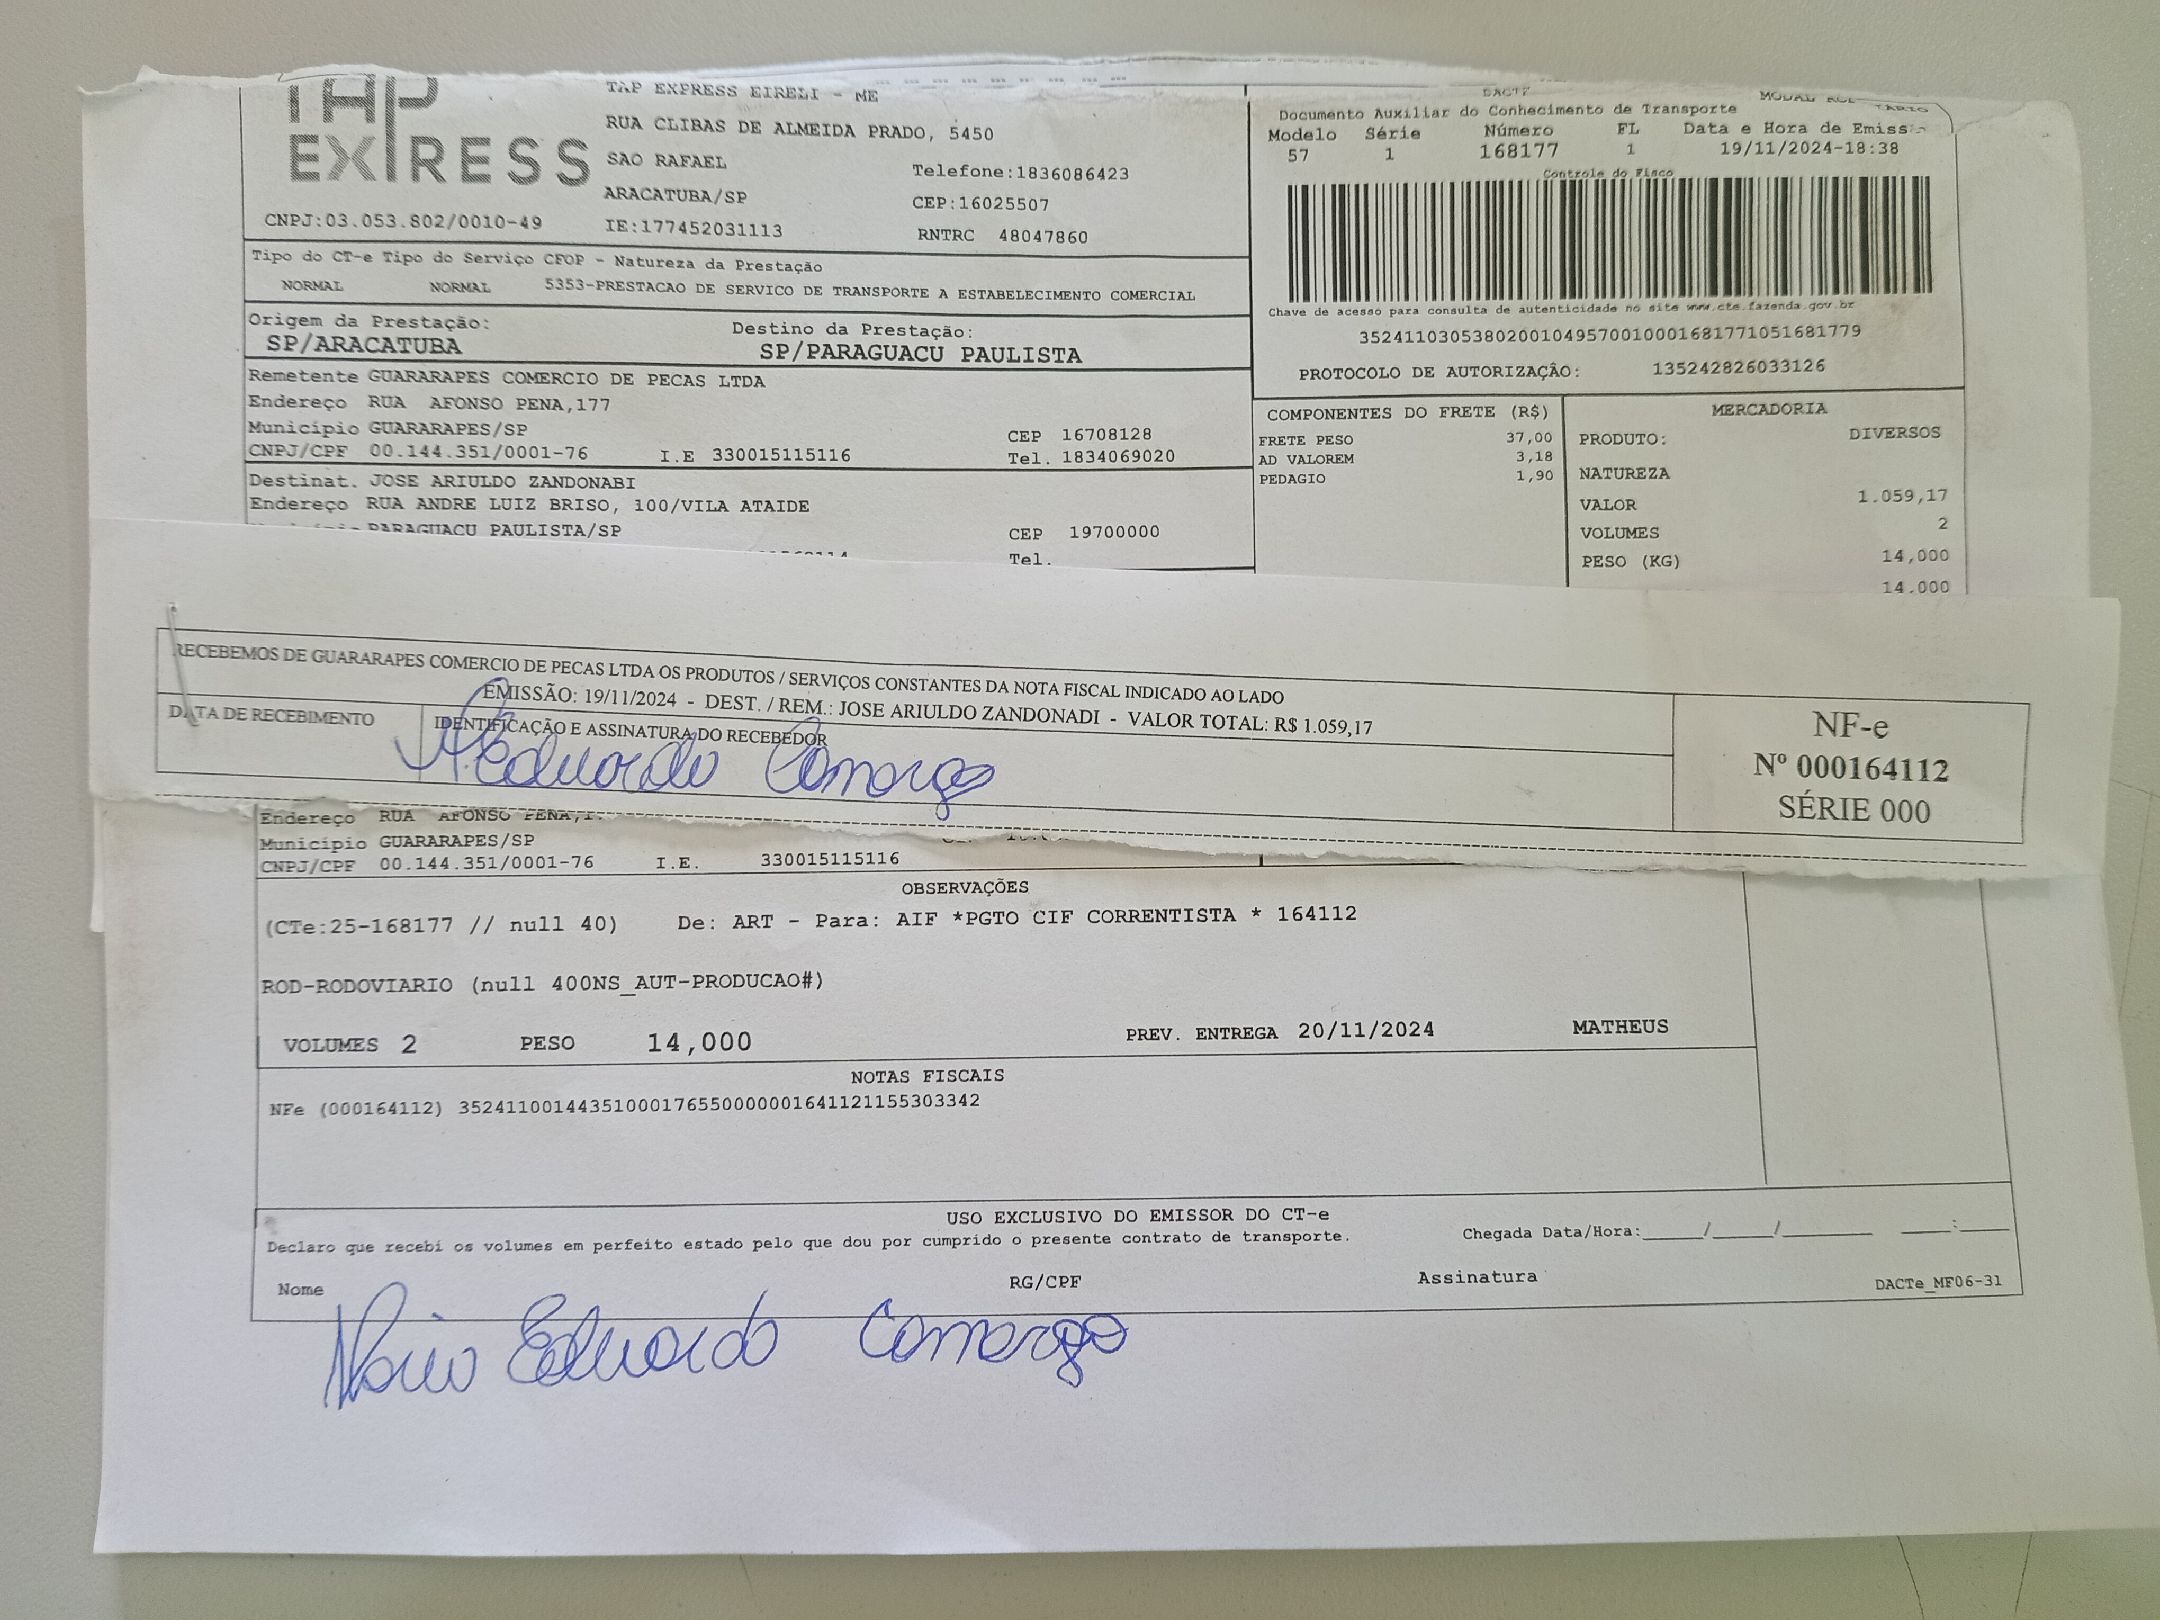 TAP EXPRESS
TAP EXPRESS EIRELI - ME
RUA CLIBAS DE ALMEIDA PRADO, 5450
SAO RAFAEL
Telefone:1836086423
ARACATUBA/SP
CEP:16025507
CNPJ:03.053.802/0010-49
IE:177452031113
RNTRC 48047860
DACTE
Documento Auxiliar do Conhecimento de Transporte
Modelo Série Número FL Data e Hora de Emiss
57 1 168177 1 19/11/2024-18:38
Controle do Fisco
Chave de acesso para consulta de autenticidade no site www.cte.fazenda.gov.br
35241103053802001049570010001681771051681779
PROTOCOLO DE AUTORIZAÇÃO: 135242826033126
Tipo do CT-e Tipo do Serviço CFOP - Natureza da Prestação
NORMAL NORMAL 5353-PRESTACAO DE SERVICO DE TRANSPORTE A ESTABELECIMENTO COMERCIAL
Origem da Prestação: Destino da Prestação:
SP/ARACATUBA SP/PARAGUACU PAULISTA
Remetente GUARARAPES COMERCIO DE PECAS LTDA
Endereço RUA AFONSO PENA,177
Município GUARARAPES/SP CEP 16708128
CNPJ/CPF 00.144.351/0001-76 I.E 330015115116 Tel. 1834069020
Destinat. JOSE ARIULDO ZANDONABI
Endereço RUA ANDRE LUIZ BRISO, 100/VILA ATAIDE
PARAGUACU PAULISTA/SP CEP 19700000
Tel.
COMPONENTES DO FRETE (R$)
FRETE PESO 37,00
AD VALOREM 3,18
PEDAGIO 1,90
MERCADORIA
PRODUTO: DIVERSOS
NATUREZA
VALOR 1.059,17
VOLUMES 2
PESO (KG) 14,000
14.000
RECEBEMOS DE GUARARAPES COMERCIO DE PECAS LTDA OS PRODUTOS / SERVIÇOS CONSTANTES DA NOTA FISCAL INDICADO AO LADO
EMISSÃO: 19/11/2024 - DEST. / REM.: JOSE ARIULDO ZANDONADI - VALOR TOTAL: R$ 1.059,17
DATA DE RECEBIMENTO
IDENTIFICAÇÃO E ASSINATURA DO RECEBEDOR
Eduardo Camargo
NF-e
Nº 000164112
SÉRIE 000
Endereço RUA AFONSO PENA,1
Município GUARARAPES/SP
CNPJ/CPF 00.144.351/0001-76 I.E. 330015115116
OBSERVAÇÕES
(CTe:25-168177 // null 40) De: ART - Para: AIF *PGTO CIF CORRENTISTA * 164112
ROD-RODOVIARIO (null 400NS_AUT-PRODUCAO#)
VOLUMES 2 PESO 14,000 PREV. ENTREGA 20/11/2024 MATHEUS
NOTAS FISCAIS
NFe (000164112) 35241100144351000176550000001641121155303342
USO EXCLUSIVO DO EMISSOR DO CT-e
Declaro que recebi os volumes em perfeito estado pelo que dou por cumprido o presente contrato de transporte.
Chegada Data/Hora:_____/_____/_______ ____:____
Nome RG/CPF Assinatura DACTe_MF06-31
Eduardo Camargo